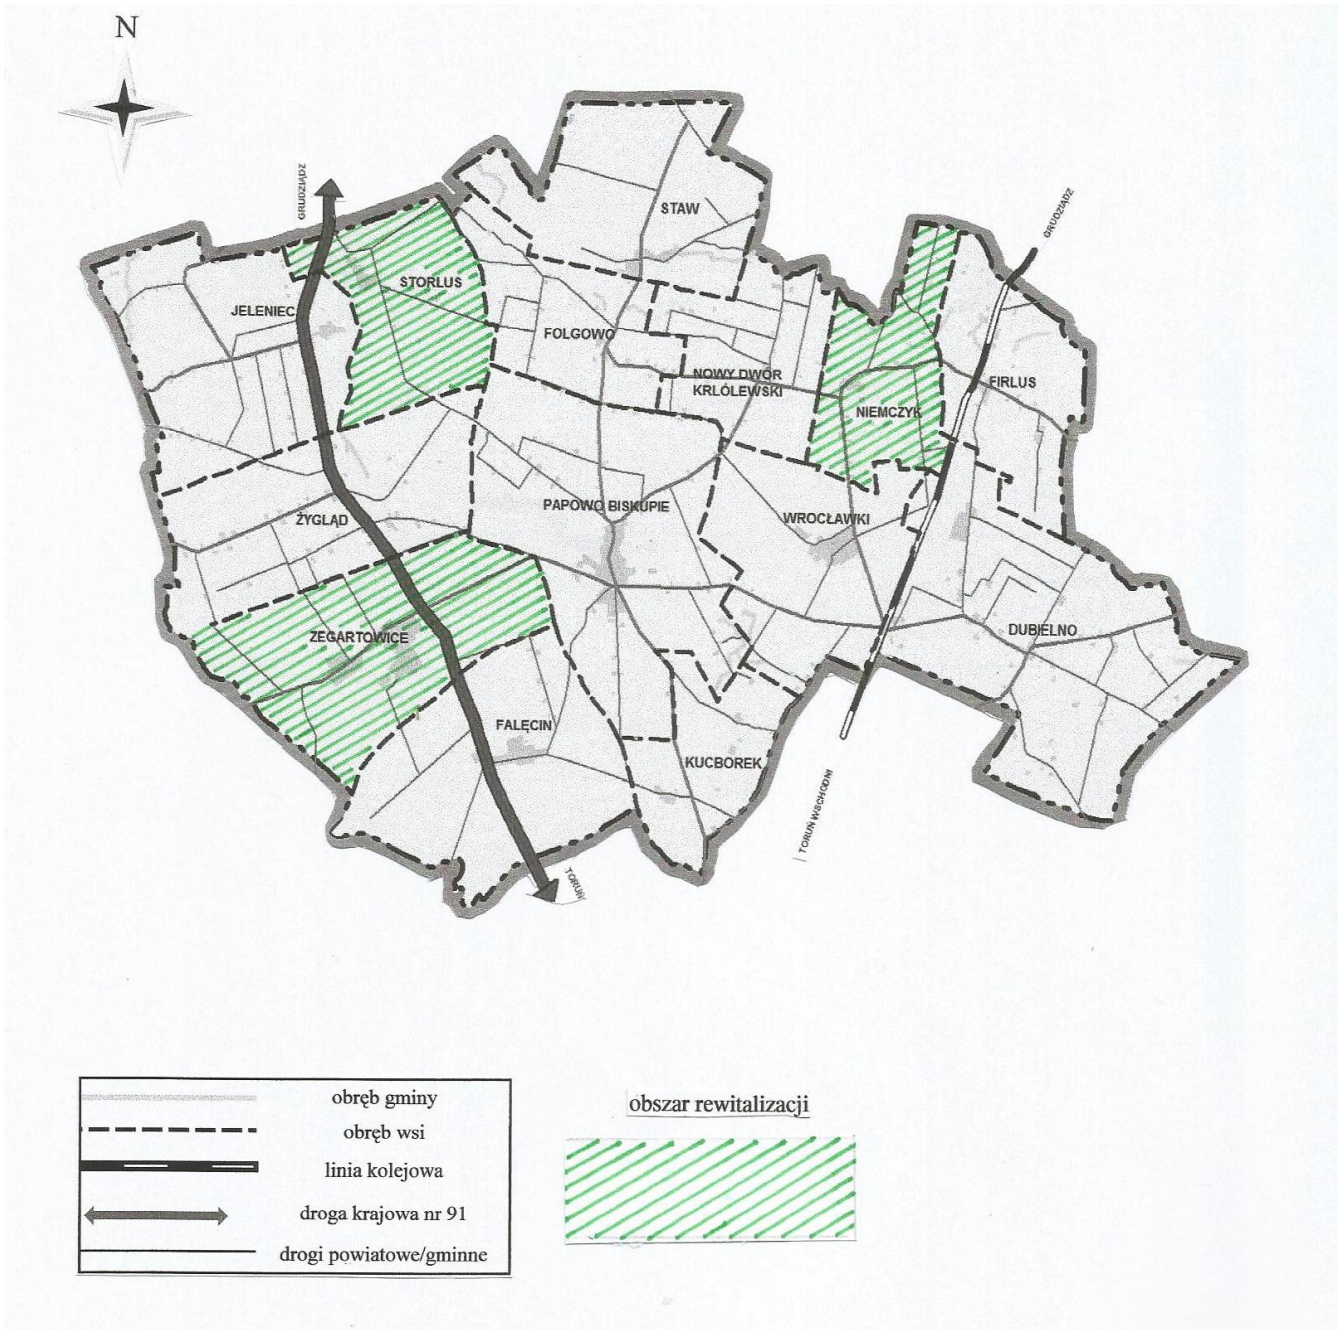 N
GRUDZIĄDZ
GRUDZIĄDZ
STAW
STORLUS
JELENIEC
FOLGOWO
NOWY DWÓR
KRLÓLEWSKI
FIRLUS
NIEMCZYK
PAPOWO BISKUPIE
WROCŁAWKI
ŻYGLĄD
DUBIELNO
ZEGARTOWICE
FALĘCIN
KUCBOREK
TORUŃ WSCHODNI
TORUŃ
obręb gminy
obręb wsi
linia kolejowa
droga krajowa nr 91
drogi powiatowe/gminne
obszar rewitalizacji